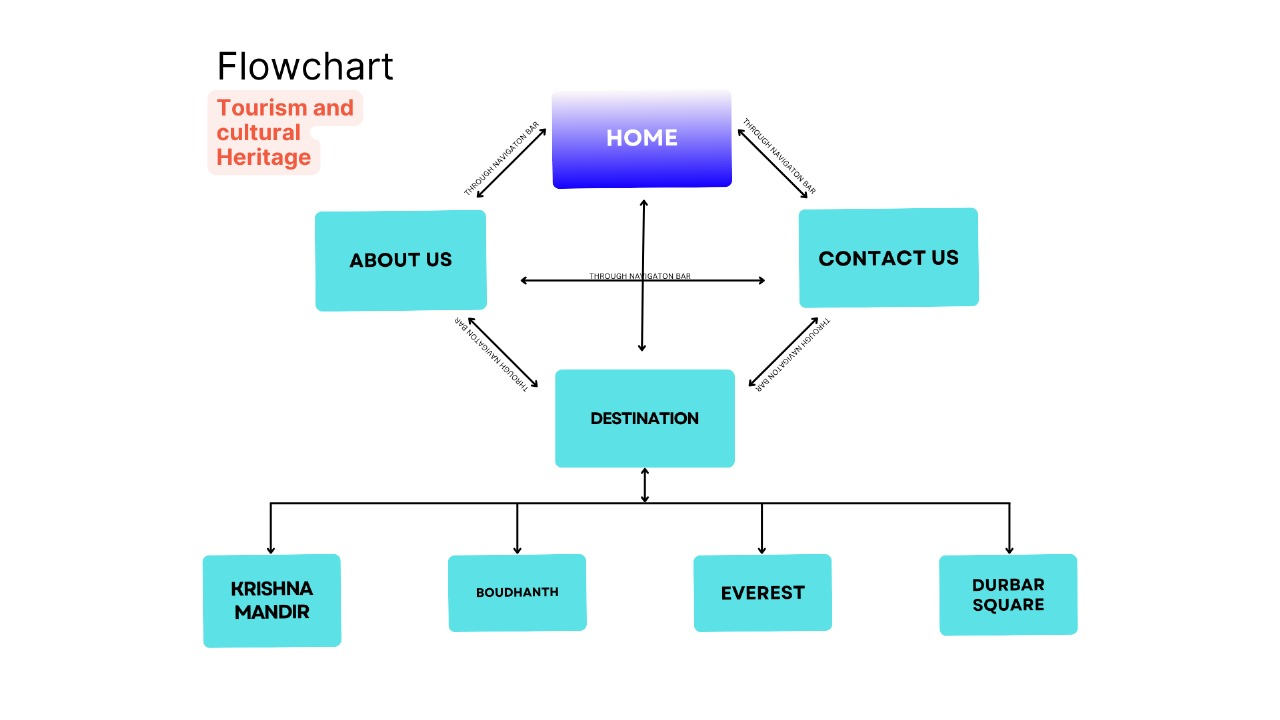 Flowchart
Tourism and
cultural
Heritage
HOME
THROUGH NAVIGATON BAR
THROUGH NAVIGATON BAR
ABOUT US
CONTACT US
THROUGH NAVIGATON BAR
THROUGH NAVIGATON BAR
THROUGH NAVIGATON BAR
DESTINATION
KRISHNA
MANDIR
BOUDHANTH
EVEREST
DURBAR
SQUARE